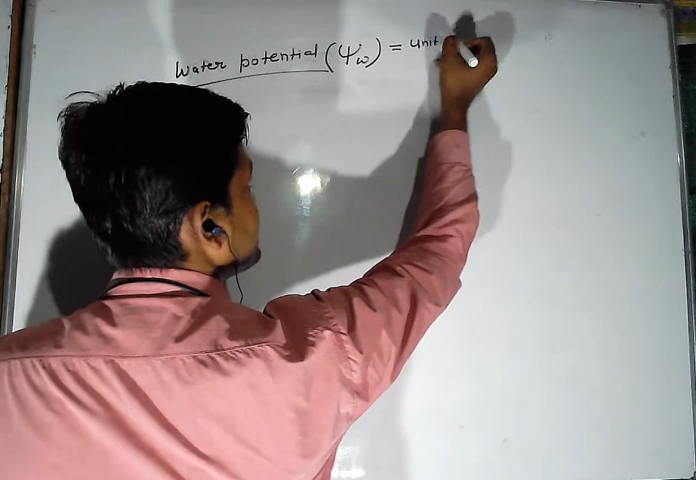 Water potential (Ψw) = unit